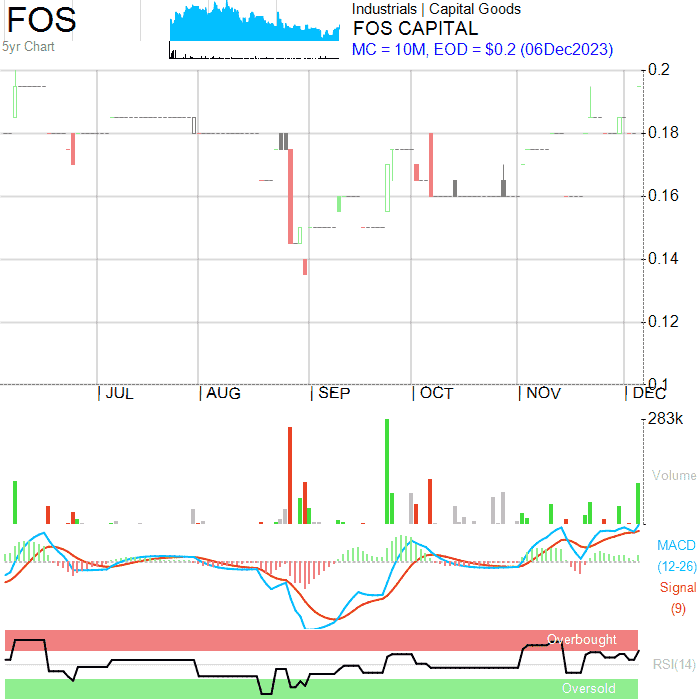 FOS
5yr Chart
Industrials | Capital Goods
FOS CAPITAL
MC = 10M, EOD = $0.2 (06Dec2023)
0.2
0.18
0.16
0.14
0.12
0.1
| JUL
| AUG
| SEP
| OCT
| NOV
| DEC
283k
Volume
MACD
(12-26)
Signal
(9)
Overbought
RSI(14)
Oversold